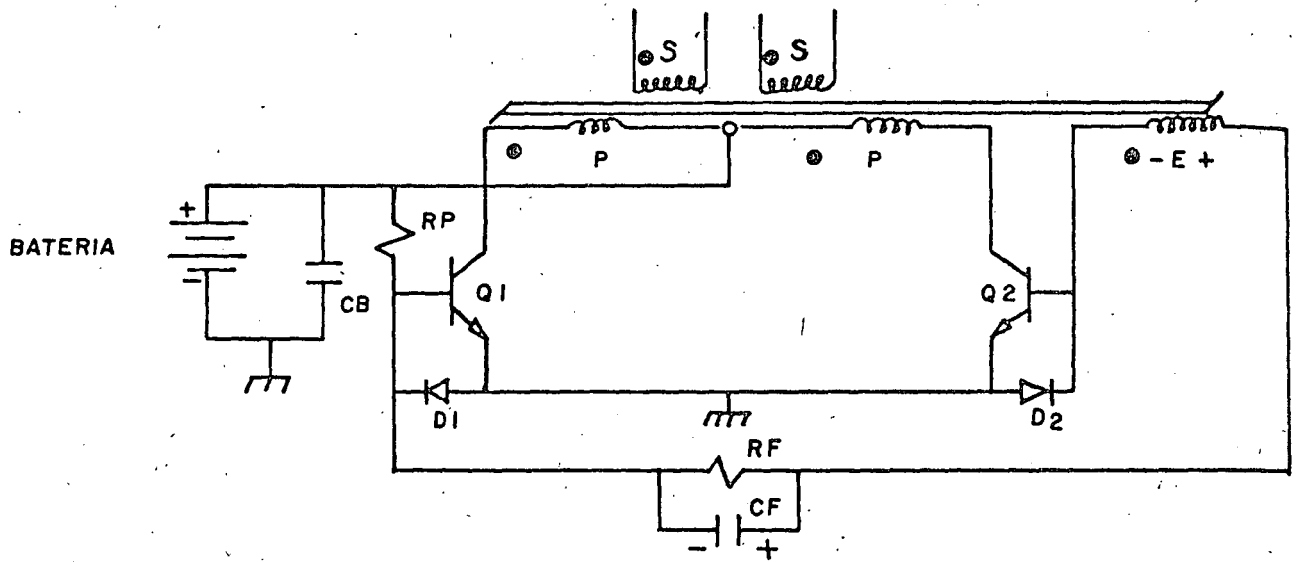 S S
P P - E +
+
BATERIA
-
RP
CB
Q1 Q2
D1 D2
RF
CF
- +